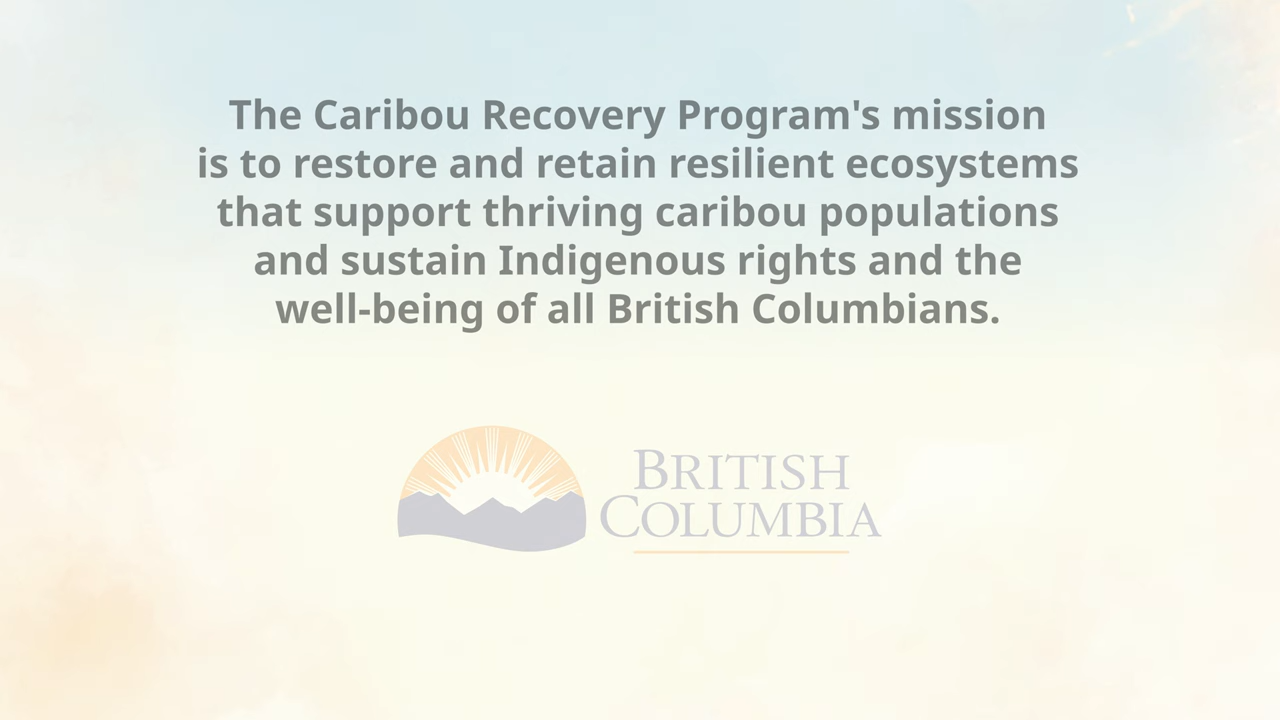 The Caribou Recovery Program's mission
is to restore and retain resilient ecosystems
that support thriving caribou populations
and sustain Indigenous rights and the
well-being of all British Columbians.
BRITISH
COLUMBIA